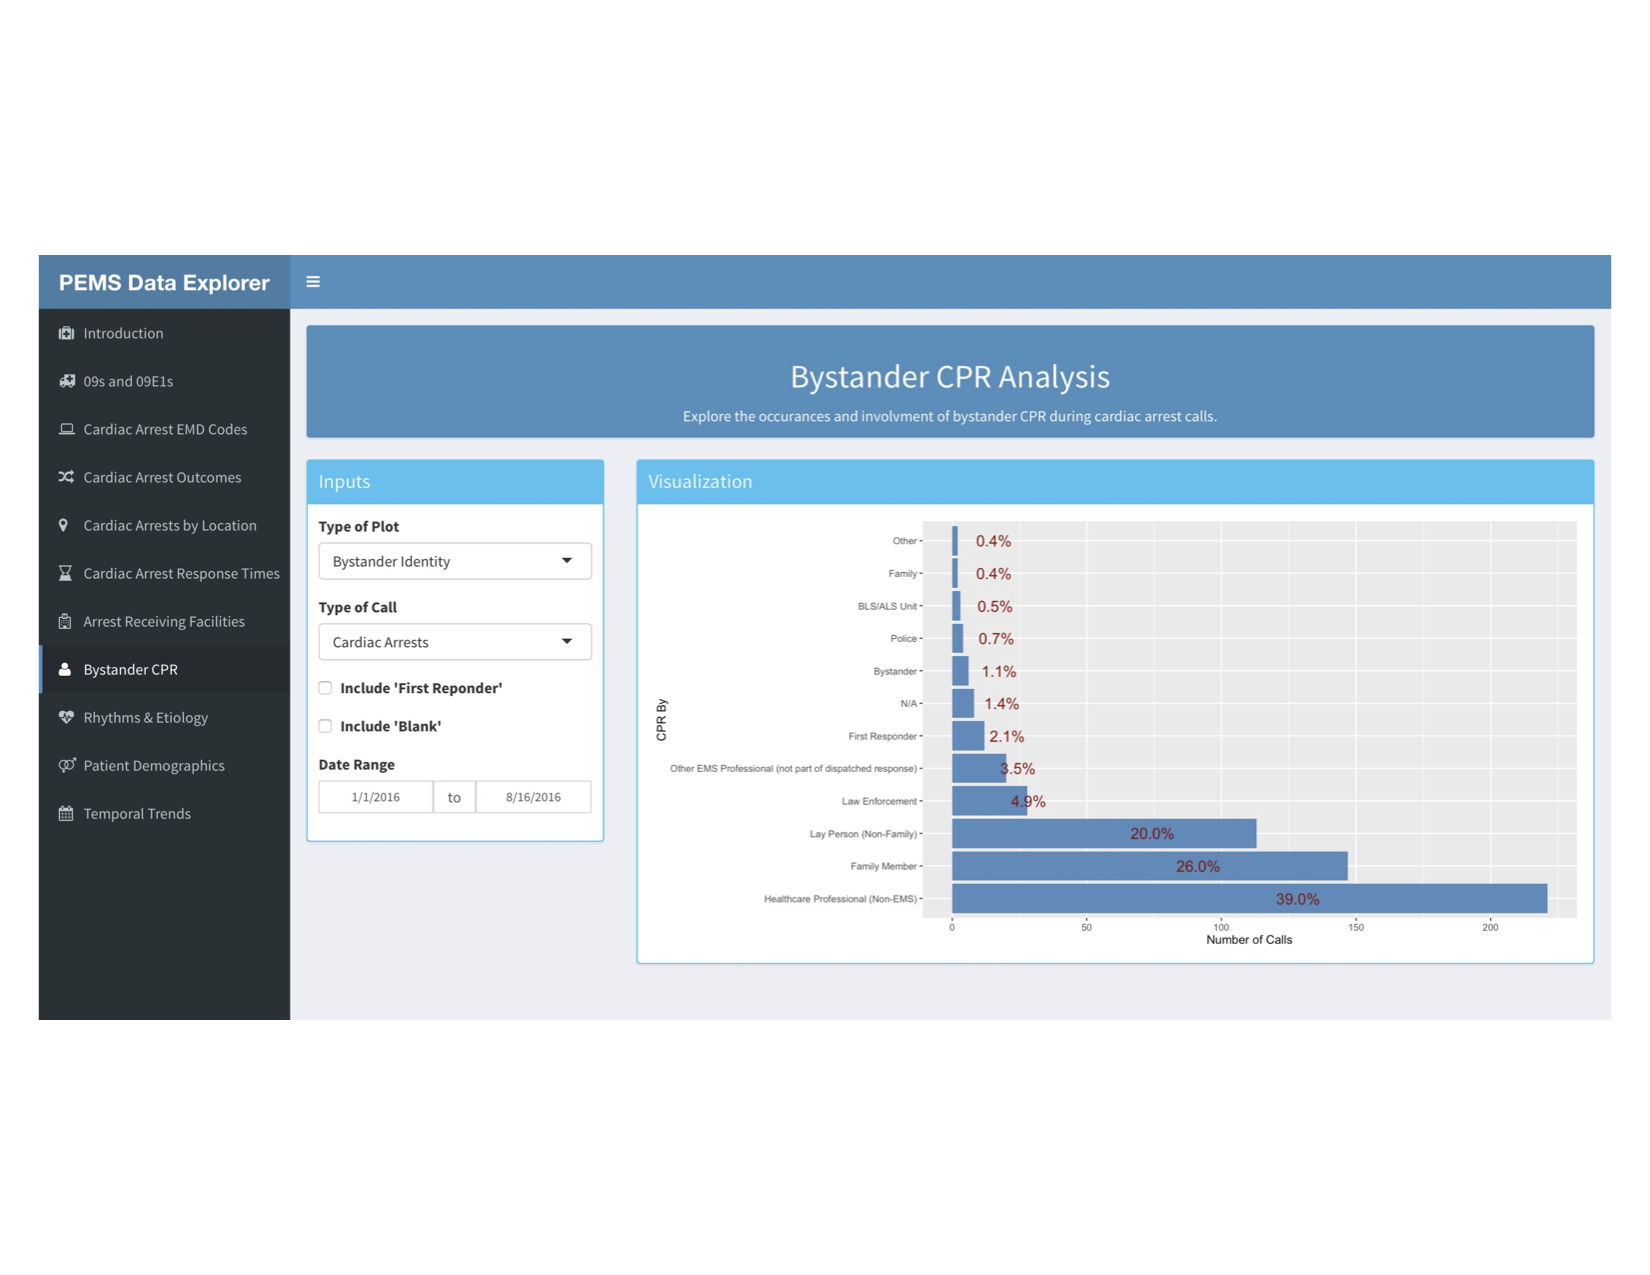 PEMS Data Explorer
Introduction
09s and 09E1s
Cardiac Arrest EMD Codes
Cardiac Arrest Outcomes
Cardiac Arrests by Location
Cardiac Arrest Response Times
Arrest Receiving Facilities
Bystander CPR
Rhythms & Etiology
Patient Demographics
Temporal Trends
Bystander CPR Analysis
Explore the occurances and involvment of bystander CPR during cardiac arrest calls.
Inputs
Type of Plot
Bystander Identity
Type of Call
Cardiac Arrests
Include 'First Reponder'
Include 'Blank'
Date Range
1/1/2016 to 8/16/2016
Visualization
CPR By
Other 0.4%
Family 0.4%
BLS/ALS Unit 0.5%
Police 0.7%
Bystander 1.1%
N/A 1.4%
First Responder 2.1%
Other EMS Professional (not part of dispatched response) 3.5%
Law Enforcement 4.9%
Lay Person (Non-Family) 20.0%
Family Member 26.0%
Healthcare Professional (Non-EMS) 39.0%
0 50 100 150 200
Number of Calls